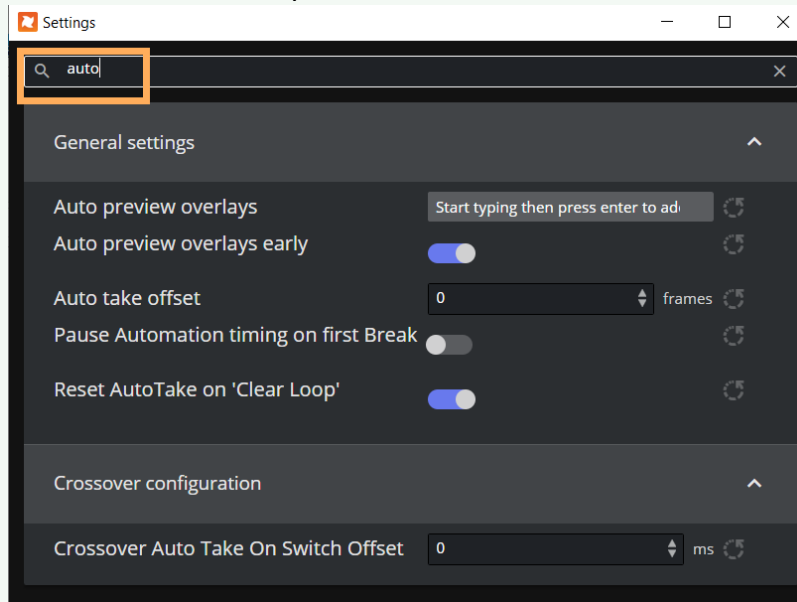 Settings
auto
General settings
Auto preview overlays
Start typing then press enter to ad
Auto preview overlays early
Auto take offset
0
frames
Pause Automation timing on first Break
Reset AutoTake on 'Clear Loop'
Crossover configuration
Crossover Auto Take On Switch Offset
0
ms